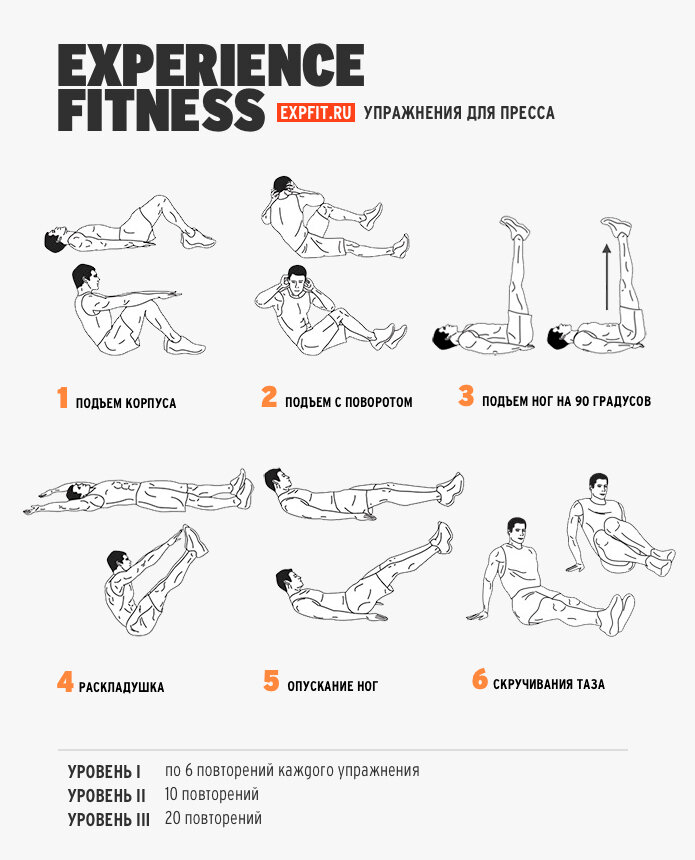 EXPERIENCE
FITNESS EXPFIT.RU УПРАЖНЕНИЯ ДЛЯ ПРЕССА
1 ПОДЪЕМ КОРПУСА
2 ПОДЪЕМ С ПОВОРОТОМ
3 ПОДЪЕМ НОГ НА 90 ГРАДУСОВ
4 РАСКЛАДУШКА
5 ОПУСКАНИЕ НОГ
6 СКРУЧИВАНИЯ ТАЗА
УРОВЕНЬ I по 6 повторений каждого упражнения
УРОВЕНЬ II 10 повторений
УРОВЕНЬ III 20 повторений